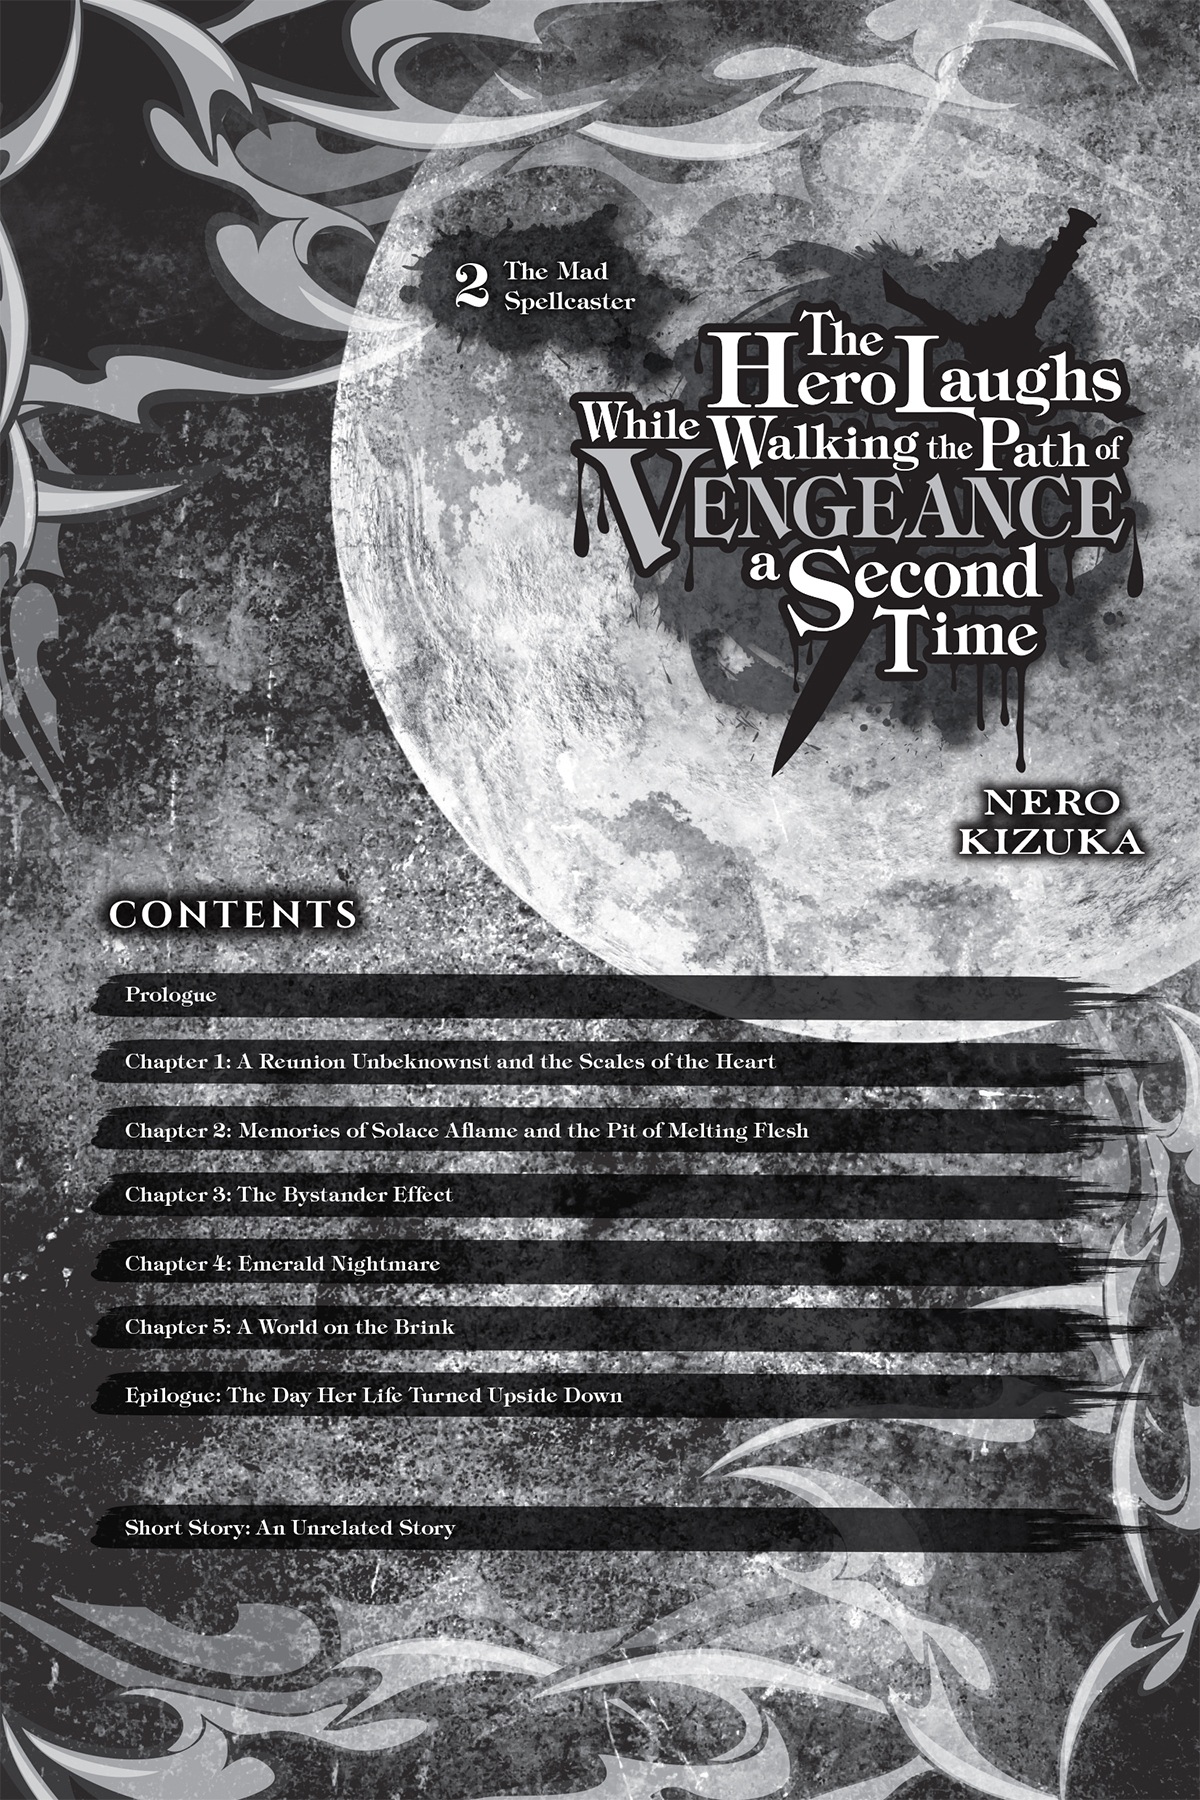 2 The Mad
Spellcaster
The
Hero Laughs
While Walking the Path of
VENGEANCE
a Second
Time
NERO
KIZUKA
CONTENTS
Prologue
Chapter 1: A Reunion Unbeknownst and the Scales of the Heart
Chapter 2: Memories of Solace Aflame and the Pit of Melting Flesh
Chapter 3: The Bystander Effect
Chapter 4: Emerald Nightmare
Chapter 5: A World on the Brink
Epilogue: The Day Her Life Turned Upside Down
Short Story: An Unrelated Story